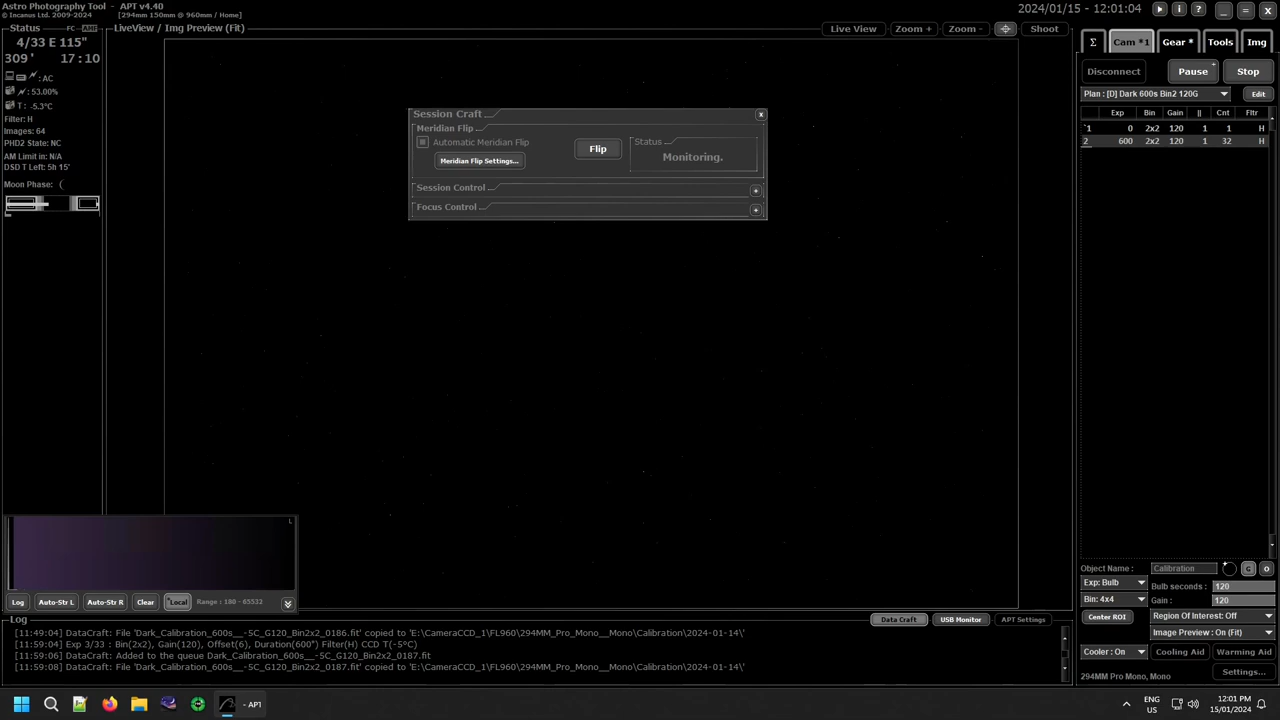 Astro Photography Tool - APT v4.40
© Incanus Ltd. 2009-2024
[294mm 150mm @ 960mm / Home]
2024/01/15 - 12:01:04
Status
FC
4/33 E 115"
309' 17:10
: AC
: 53.00%
T : -5.3°C
Filter: H
Images: 64
PHD2 State: NC
AM Limit in: N/A
DSD T Left: 5h 15'
Moon Phase:
LiveView / Img Preview (Fit)
Live View
Zoom +
Zoom -
Shoot
Σ
Cam *1
Gear *
Tools
Img
Disconnect
Pause
Stop
Plan : [D] Dark 600s Bin2 120G
Edit
Exp Bin Gain || Cnt Fltr
`1 0 2x2 120 1 1 H
2 600 2x2 120 1 32 H
Session Craft
Meridian Flip
Automatic Meridian Flip
Meridian Flip Settings...
Flip
Status
Monitoring.
Session Control
Focus Control
L
Log
Auto-Str L
Auto-Str R
Clear
Local
Range : 180 - 65532
Object Name :
Calibration
G
O
Exp: Bulb
Bulb seconds :
120
Bin: 4x4
Gain :
120
Center ROI
Region Of Interest: Off
Image Preview : On (Fit)
Cooler : On
Cooling Aid
Warming Aid
294MM Pro Mono, Mono
Settings...
Log
Data Craft
USB Monitor
APT Settings
[11:49:04] DataCraft: File 'Dark_Calibration_600s__-5C_G120_Bin2x2_0186.fit' copied to 'E:\CameraCCD_1\FL960\294MM_Pro_Mono__Mono\Calibration\2024-01-14\'
[11:59:04] Exp 3/33 : Bin(2x2), Gain(120), Offset(6), Duration(600") Filter(H) CCD T(-5°C)
[11:59:06] Added to the queue Dark_Calibration_600s__-5C_G120_Bin2x2_0187.fit
[11:59:08] DataCraft: File 'Dark_Calibration_600s__-5C_G120_Bin2x2_0187.fit' copied to 'E:\CameraCCD_1\FL960\294MM_Pro_Mono__Mono\Calibration\2024-01-14\'
- APT
ENG
US
12:01 PM
15/01/2024